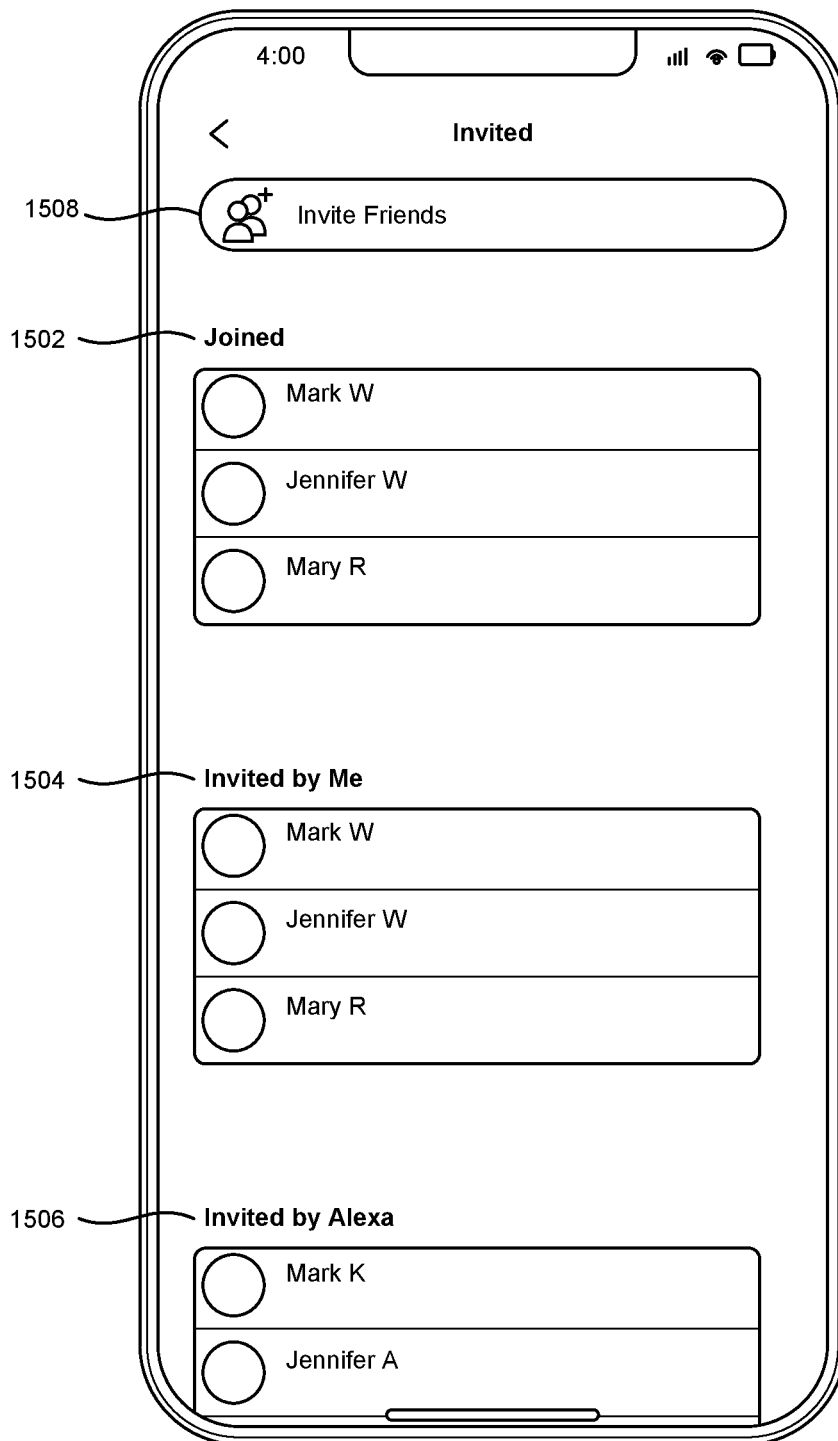 4:00
Invited
1508
Invite Friends
1502
Joined
Mark W
Jennifer W
Mary R
1504
Invited by Me
Mark W
Jennifer W
Mary R
1506
Invited by Alexa
Mark K
Jennifer A